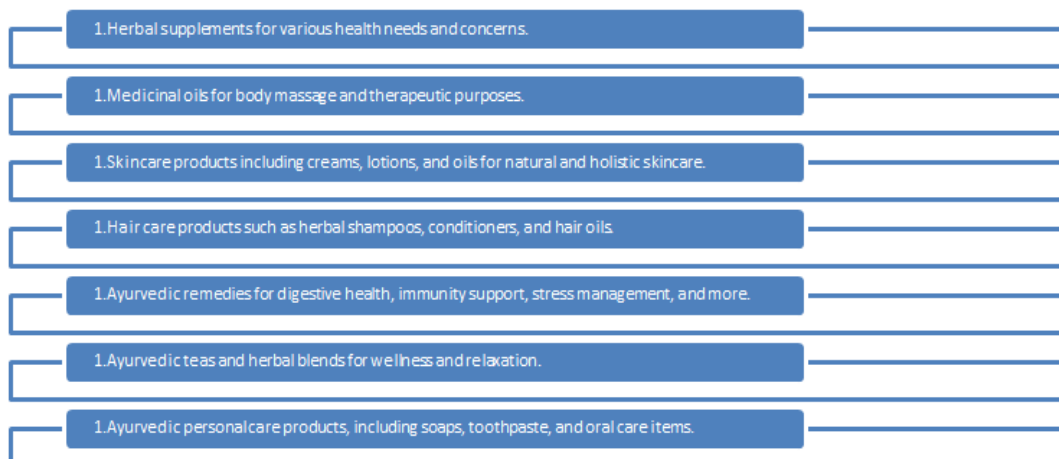 1.Herbal supplements for various health needs and concerns.
1.Medicinal oils for body massage and therapeutic purposes.
1.Skincare products including creams, lotions, and oils for natural and holistic skincare.
1.Hair care products such as herbal shampoos, conditioners, and hair oils.
1.Ayurvedic remedies for digestive health, immunity support, stress management, and more.
1.Ayurvedic teas and herbal blends for wellness and relaxation.
1.Ayurvedic personal care products, including soaps, toothpaste, and oral care items.